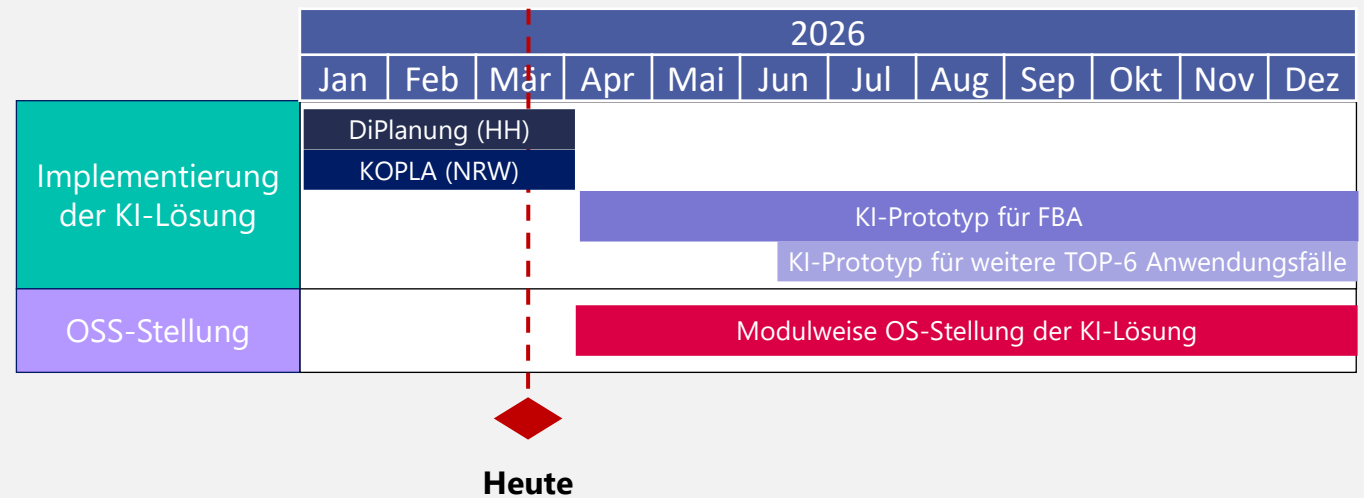 2026
Jan Feb Mär Apr Mai Jun Jul Aug Sep Okt Nov Dez
Implementierung
der KI-Lösung
DiPlanung (HH)
KOPLA (NRW)
KI-Prototyp für FBA
KI-Prototyp für weitere TOP-6 Anwendungsfälle
OSS-Stellung
Modulweise OS-Stellung der KI-Lösung
Heute